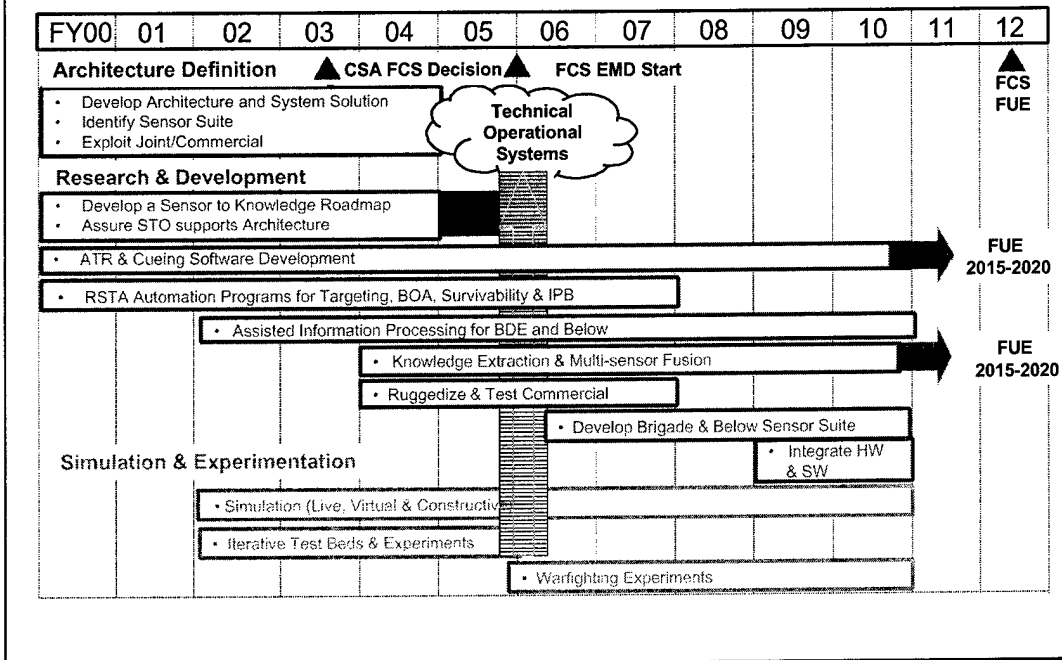 FY00 01 02 03 04 05 06 07 08 09 10 11 12
Architecture Definition ▲ CSA FCS Decision ▲ FCS EMD Start ▲
FCS
FUE
• Develop Architecture and System Solution
• Identify Sensor Suite
• Exploit Joint/Commercial
Technical
Operational
Systems
Research & Development
• Develop a Sensor to Knowledge Roadmap
• Assure STO supports Architecture
• ATR & Cueing Software Development
FUE
2015-2020
• RSTA Automation Programs for Targeting, BOA, Survivability & IPB
• Assisted Information Processing for BDE and Below
• Knowledge Extraction & Multi-sensor Fusion
FUE
2015-2020
• Ruggedize & Test Commercial
• Develop Brigade & Below Sensor Suite
Simulation & Experimentation
• Integrate HW
& SW
• Simulation (Live, Virtual & Constructive
• Iterative Test Beds & Experiments
• Warfighting Experiments